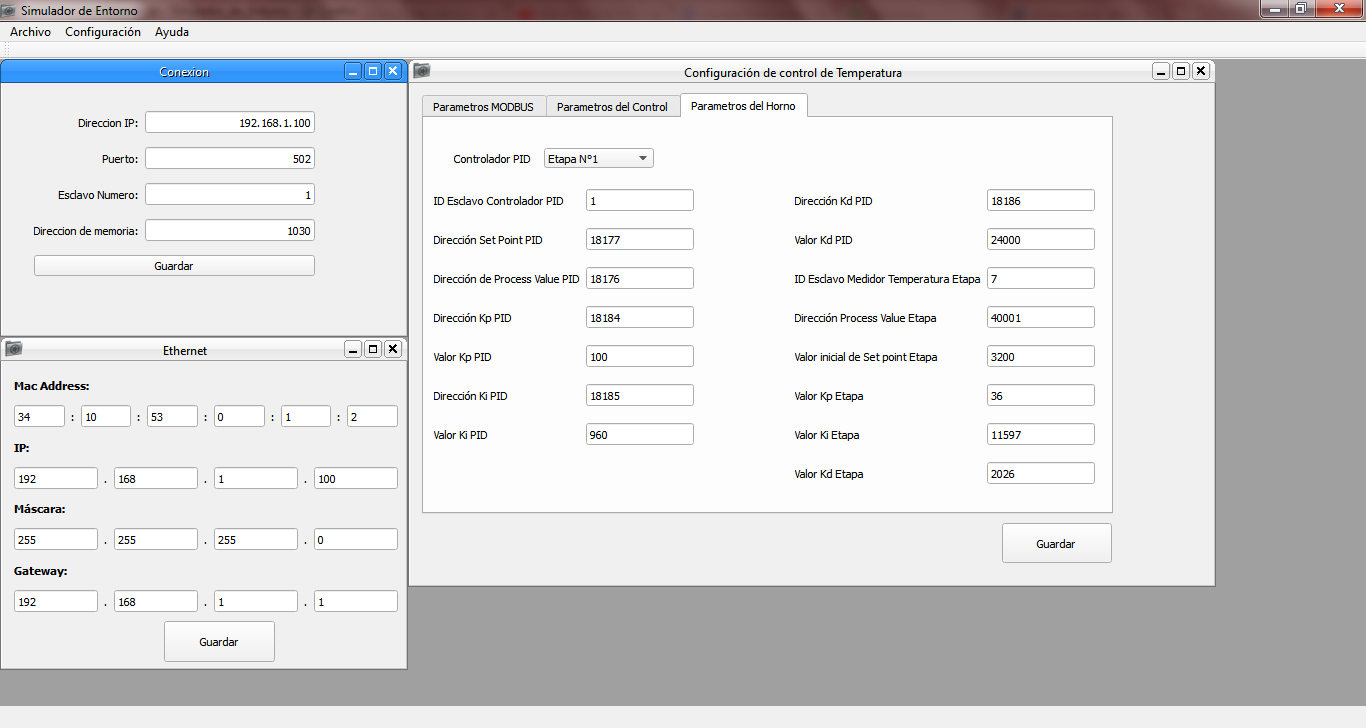 Simulador de Entorno
Archivo Configuración Ayuda
Conexion
Direccion IP: 192.168.1.100
Puerto: 502
Esclavo Numero: 1
Direccion de memoria: 1030
Guardar
Ethernet
Mac Address:
34 : 10 : 53 : 0 : 1 : 2
IP:
192 . 168 . 1 . 100
Máscara:
255 . 255 . 255 . 0
Gateway:
192 . 168 . 1 . 1
Guardar
Configuración de control de Temperatura
Parametros MODBUS Parametros del Control Parametros del Horno
Controlador PID Etapa N°1
ID Esclavo Controlador PID 1
Dirección Set Point PID 18177
Dirección de Process Value PID 18176
Dirección Kp PID 18184
Valor Kp PID 100
Dirección Ki PID 18185
Valor Ki PID 960
Dirección Kd PID 18186
Valor Kd PID 24000
ID Esclavo Medidor Temperatura Etapa 7
Dirección Process Value Etapa 40001
Valor inicial de Set point Etapa 3200
Valor Kp Etapa 36
Valor Ki Etapa 11597
Valor Kd Etapa 2026
Guardar